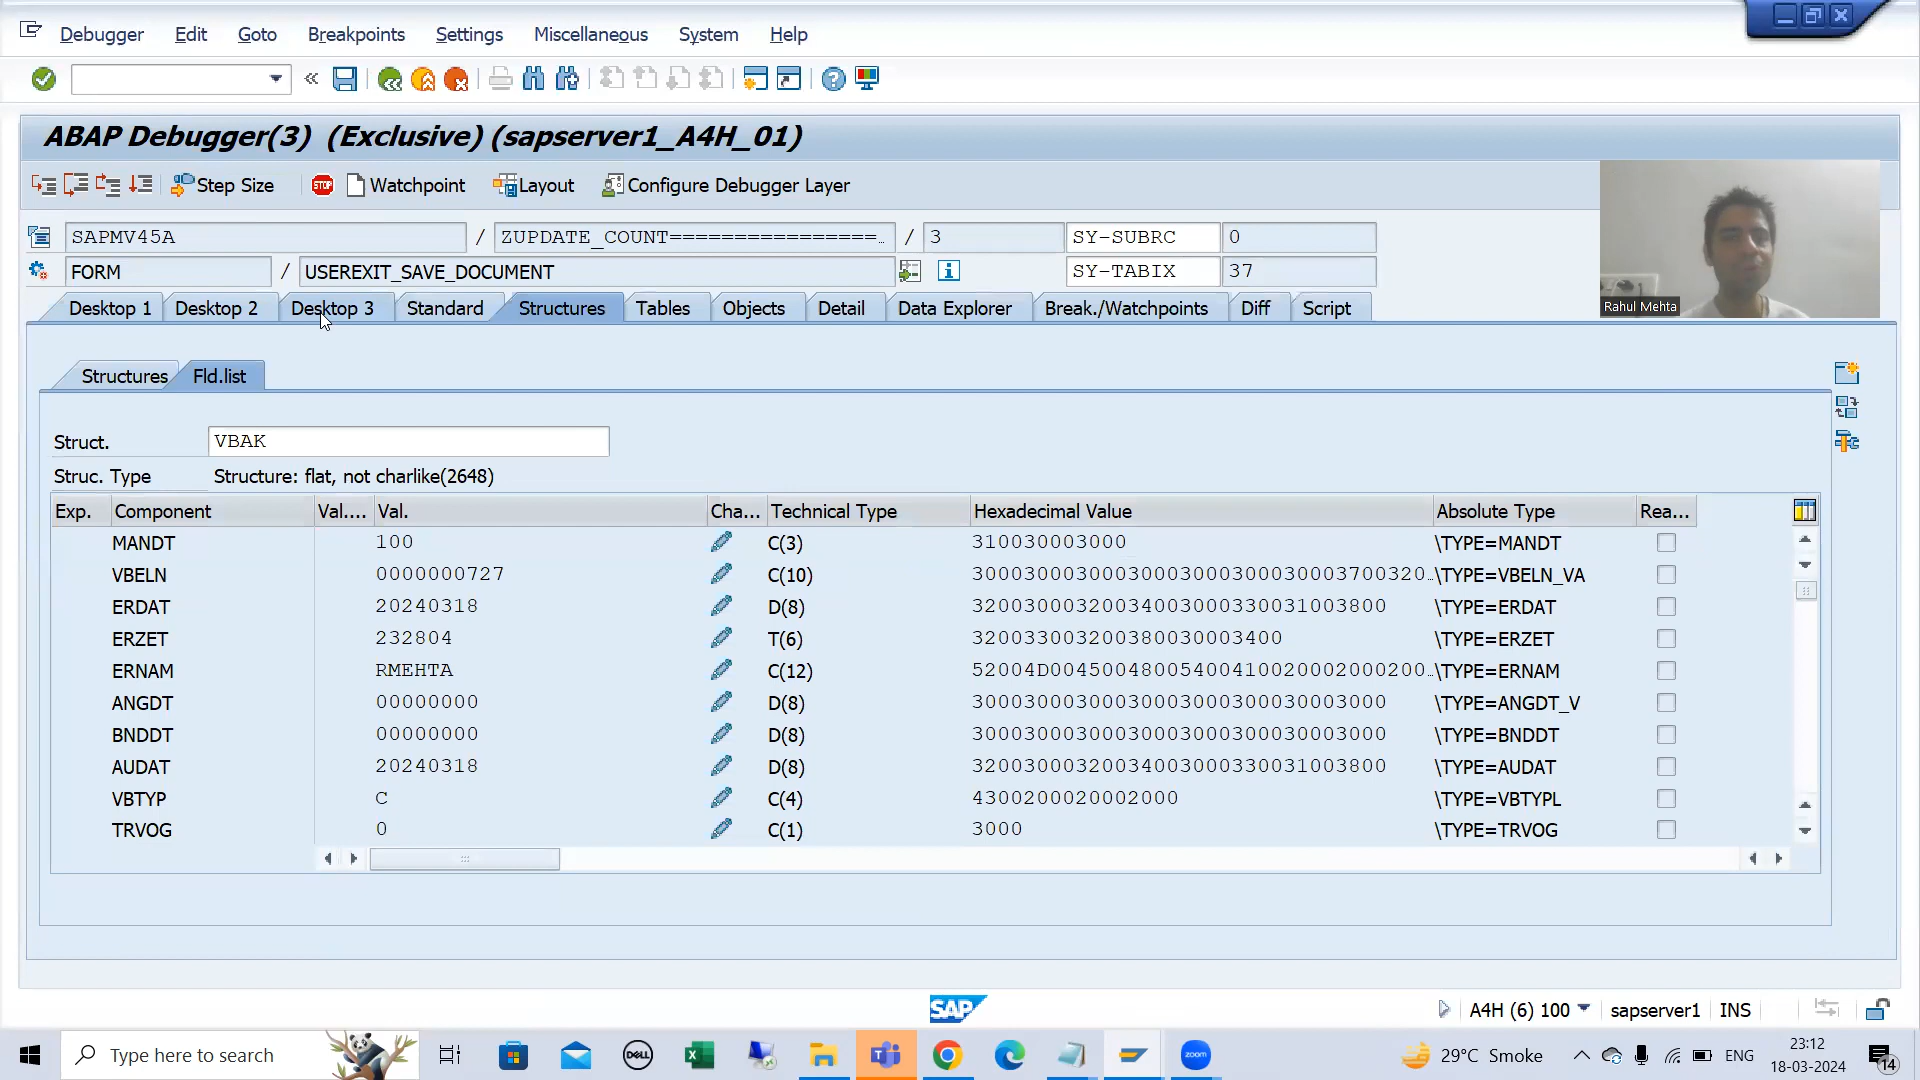 Debugger Edit Goto Breakpoints Settings Miscellaneous System Help
ABAP Debugger(3) (Exclusive) (sapserver1_A4H_01)
Step Size STOP Watchpoint Layout Configure Debugger Layer
SAPMV45A / ZUPDATE_COUNT================… / 3 SY-SUBRC 0
FORM / USEREXIT_SAVE_DOCUMENT SY-TABIX 37
Rahul Mehta
Desktop 1 Desktop 2 Desktop 3 Standard Structures Tables Objects Detail Data Explorer Break./Watchpoints Diff Script
Structures Fld.list
Struct. VBAK
Struc. Type Structure: flat, not charlike(2648)
Exp. Component Val.... Val. Cha... Technical Type Hexadecimal Value Absolute Type Rea...
MANDT 100 C(3) 310030003000 \TYPE=MANDT
VBELN 0000000727 C(10) 30003000300030003000300030003700320… \TYPE=VBELN_VA
ERDAT 20240318 D(8) 32003000320034003000330031003800 \TYPE=ERDAT
ERZET 232804 T(6) 320033003200380030003400 \TYPE=ERZET
ERNAM RMEHTA C(12) 52004D00450048005400410020002000200… \TYPE=ERNAM
ANGDT 00000000 D(8) 30003000300030003000300030003000 \TYPE=ANGDT_V
BNDDT 00000000 D(8) 30003000300030003000300030003000 \TYPE=BNDDT
AUDAT 20240318 D(8) 32003000320034003000330031003800 \TYPE=AUDAT
VBTYP C C(4) 4300200020002000 \TYPE=VBTYPL
TRVOG 0 C(1) 3000 \TYPE=TRVOG
SAP A4H (6) 100 sapserver1 INS
Type here to search DELL zoom 29°C Smoke ENG 23:12
18-03-2024 14